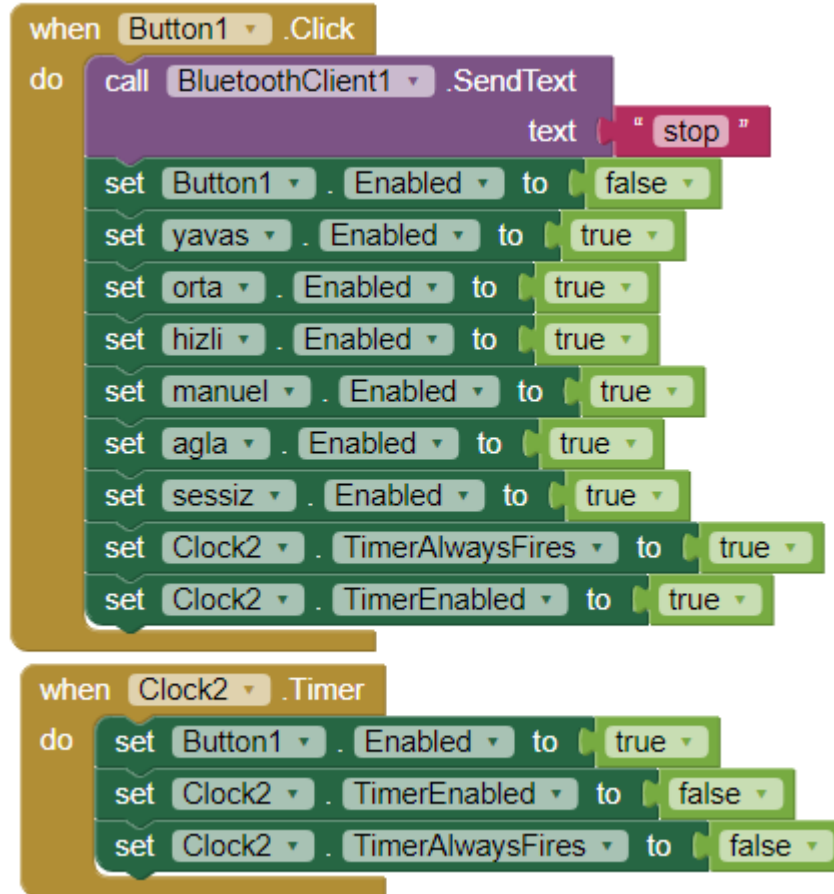 when Button1 .Click
do call BluetoothClient1 .SendText
text " stop "
set Button1 . Enabled to false
set yavas . Enabled to true
set orta . Enabled to true
set hizli . Enabled to true
set manuel . Enabled to true
set agla . Enabled to true
set sessiz . Enabled to true
set Clock2 . TimerAlwaysFires to true
set Clock2 . TimerEnabled to true
when Clock2 .Timer
do set Button1 . Enabled to true
set Clock2 . TimerEnabled to false
set Clock2 . TimerAlwaysFires to false